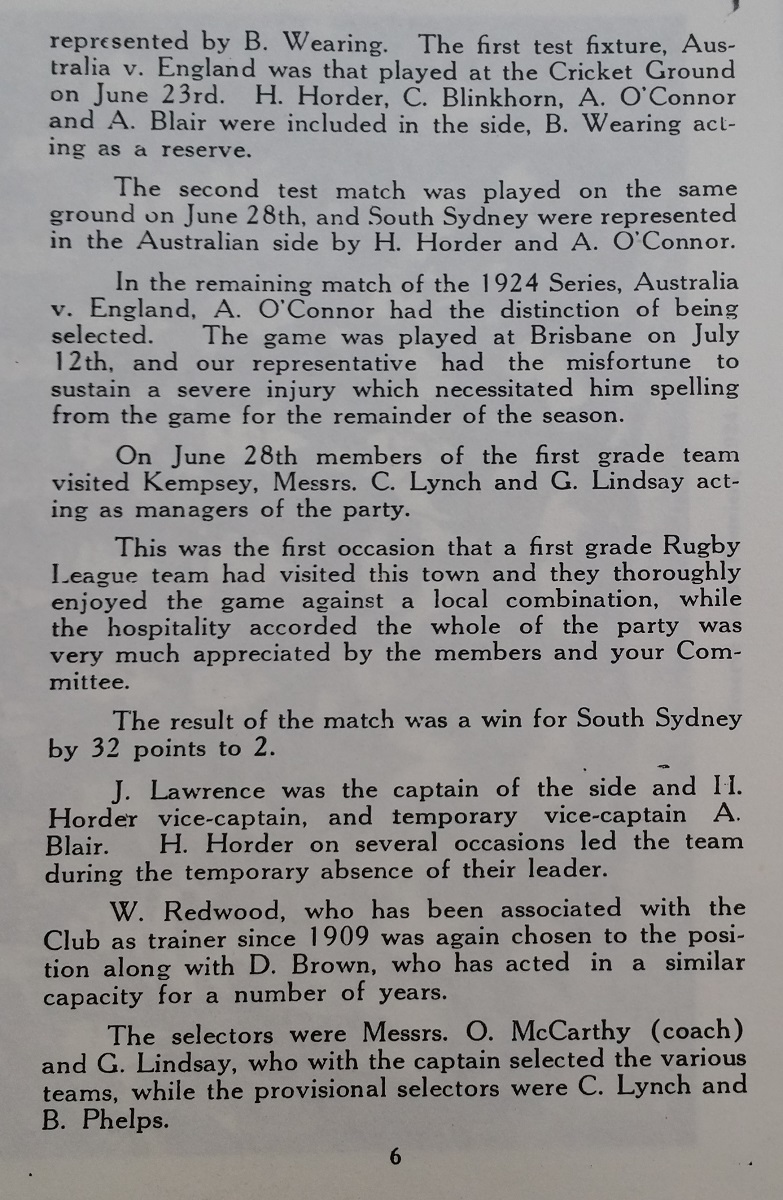 represented by B. Wearing. The first test fixture, Aus-
tralia v. England was that played at the Cricket Ground
on June 23rd. H. Horder, C. Blinkhorn, A. O'Connor
and A. Blair were included in the side, B. Wearing act-
ing as a reserve.
The second test match was played on the same
ground on June 28th, and South Sydney were represented
in the Australian side by H. Horder and A. O'Connor.
In the remaining match of the 1924 Series, Australia
v. England, A. O'Connor had the distinction of being
selected. The game was played at Brisbane on July
12th, and our representative had the misfortune to
sustain a severe injury which necessitated him spelling
from the game for the remainder of the season.
On June 28th members of the first grade team
visited Kempsey, Messrs. C. Lynch and G. Lindsay act-
ing as managers of the party.
This was the first occasion that a first grade Rugby
League team had visited this town and they thoroughly
enjoyed the game against a local combination, while
the hospitality accorded the whole of the party was
very much appreciated by the members and your Com-
mittee.
The result of the match was a win for South Sydney
by 32 points to 2.
J. Lawrence was the captain of the side and H.
Horder vice-captain, and temporary vice-captain A.
Blair. H. Horder on several occasions led the team
during the temporary absence of their leader.
W. Redwood, who has been associated with the
Club as trainer since 1909 was again chosen to the posi-
tion along with D. Brown, who has acted in a similar
capacity for a number of years.
The selectors were Messrs. O. McCarthy (coach)
and G. Lindsay, who with the captain selected the various
teams, while the provisional selectors were C. Lynch and
B. Phelps.
6